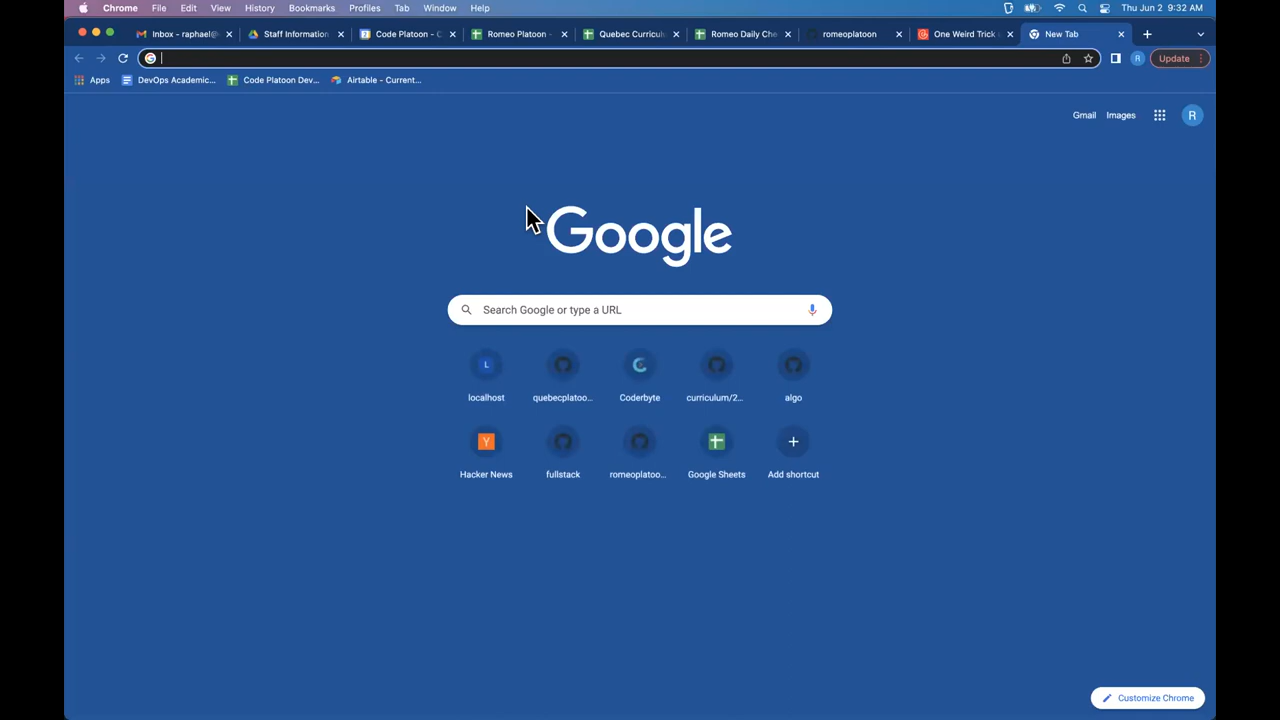 Chrome File Edit View History Bookmarks Profiles Tab Window Help Thu Jun 2 9:32 AM
Inbox - raphael@ Staff Information Code Platoon - C Romeo Platoon - Quebec Curricul Romeo Daily Che romeoplatoon One Weird Trick New Tab
Update
Apps DevOps Academic... Code Platoon Dev... Airtable - Current...
Gmail Images R
Google
Search Google or type a URL
L
localhost quebecplatoo... Coderbyte curriculum/2... algo
Y
Hacker News fullstack romeoplatoo... Google Sheets Add shortcut
Customize Chrome